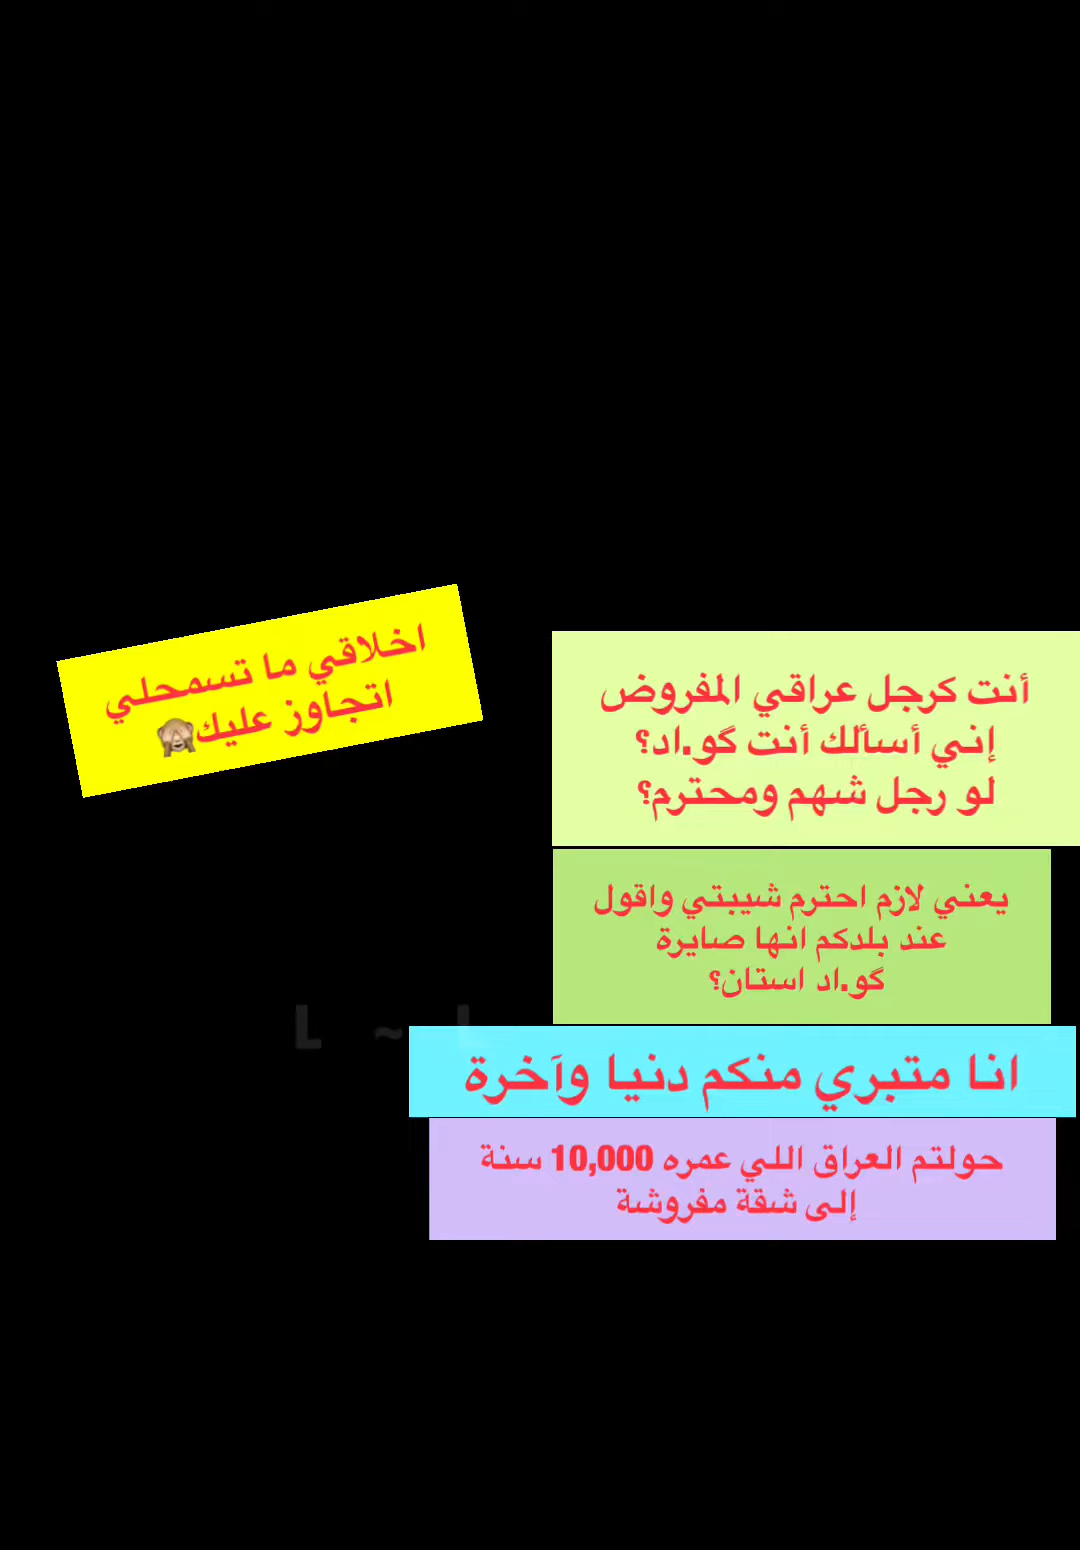 اخلاقي ما تسمحلي
اتجاوز عليك🙈
أنت كرجل عراقي المفروض
إني أسألك أنت گو.اد؟
لو رجل شهم ومحترم؟
يعني لازم احترم شيبتي واقول
عند بلدكم انها صايرة
گو.اد استان؟
L ~ L
انا متبري منكم دنيا وآخرة
حولتم العراق اللي عمره 10,000 سنة
إلى شقة مفروشة